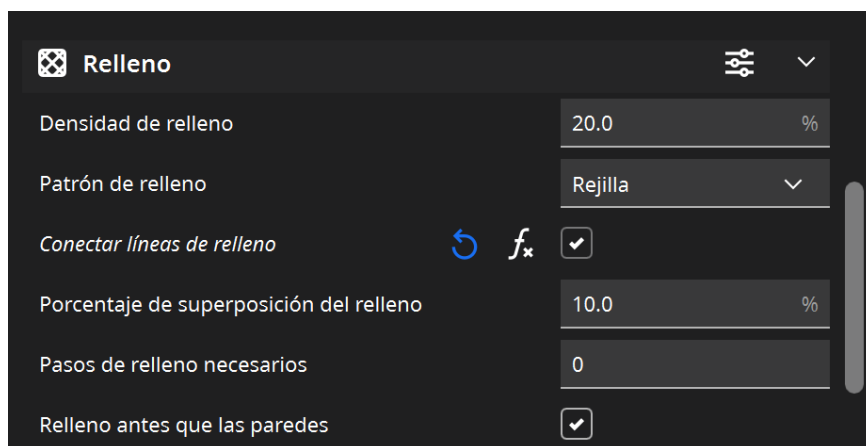 Relleno
Densidad de relleno 20.0 %
Patrón de relleno Rejilla
Conectar líneas de relleno
Porcentaje de superposición del relleno 10.0 %
Pasos de relleno necesarios 0
Relleno antes que las paredes